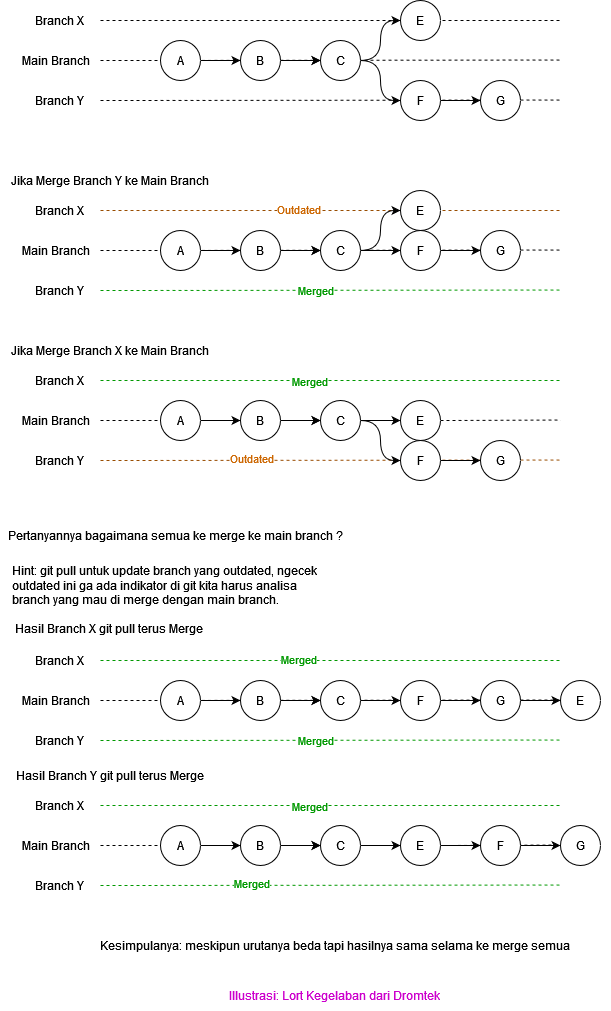 Branch X
E
Main Branch
A
B
C
Branch Y
F
G
Jika Merge Branch Y ke Main Branch
Branch X
Outdated
E
Main Branch
A
B
C
F
G
Branch Y
Merged
Jika Merge Branch X ke Main Branch
Branch X
Merged
Main Branch
A
B
C
E
Branch Y
Outdated
F
G
Pertanyannya bagaimana semua ke merge ke main branch ?
Hint: git pull untuk update branch yang outdated, ngecek
outdated ini ga ada indikator di git kita harus analisa
branch yang mau di merge dengan main branch.
Hasil Branch X git pull terus Merge
Branch X
Merged
Main Branch
A
B
C
F
G
E
Branch Y
Merged
Hasil Branch Y git pull terus Merge
Branch X
Merged
Main Branch
A
B
C
E
F
G
Branch Y
Merged
Kesimpulanya: meskipun urutanya beda tapi hasilnya sama selama ke merge semua
Illustrasi: Lort Kegelaban dari Dromtek